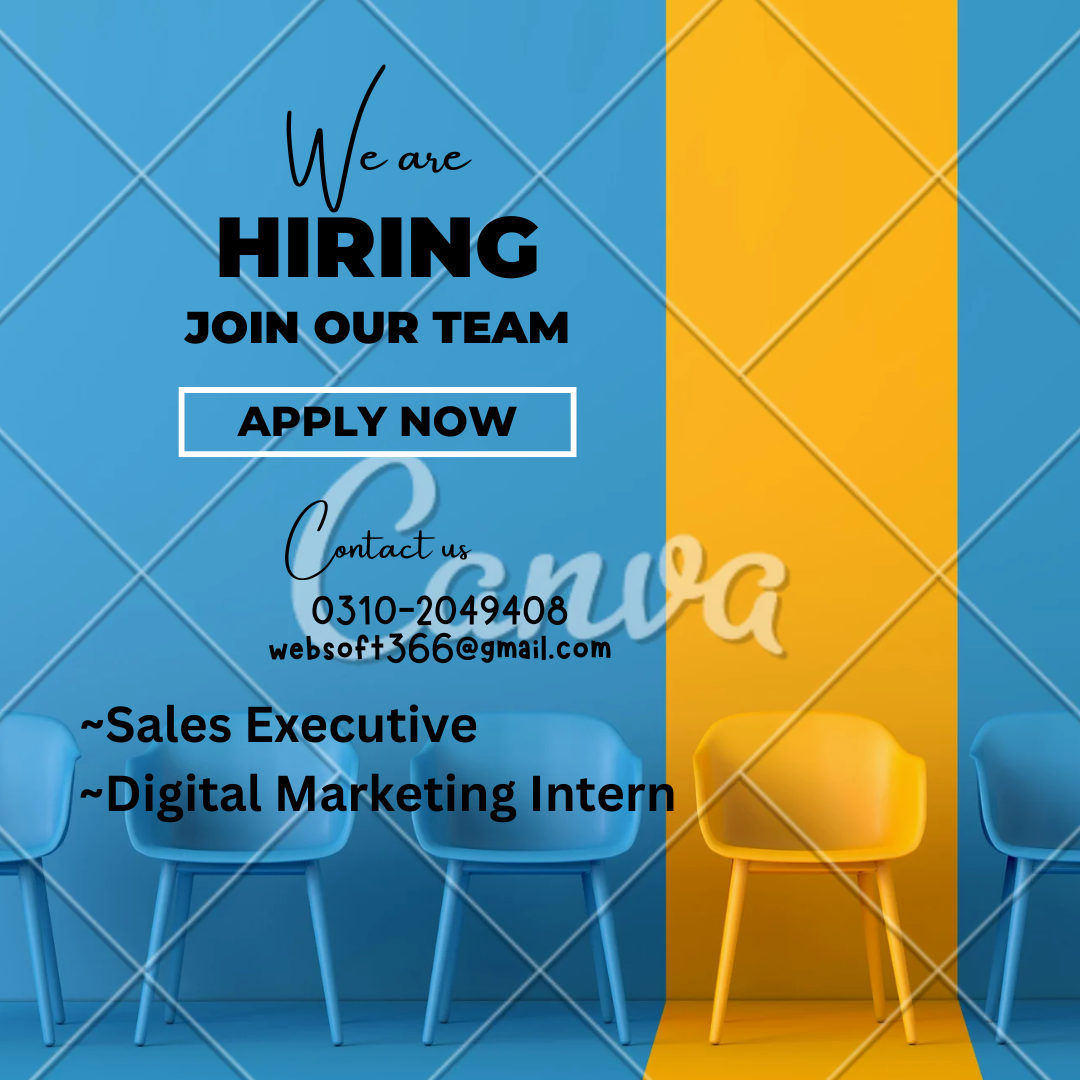 We are
HIRING
JOIN OUR TEAM
APPLY NOW
Contact us
Canva
0310-2049408
websoft366@gmail.com
~Sales Executive
~Digital Marketing Intern